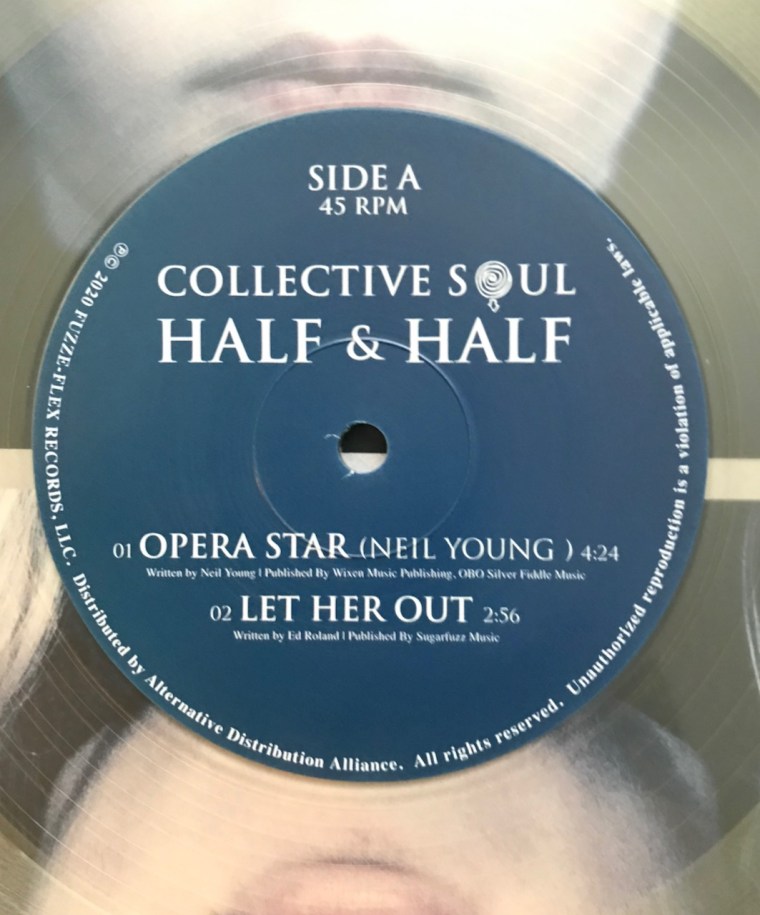 SIDE A
45 RPM
COLLECTIVE SOUL
HALF & HALF
01 OPERA STAR (NEIL YOUNG ) 4:24
Written by Neil Young | Published By Wixen Music Publishing, OBO Silver Fiddle Music
02 LET HER OUT 2:56
Written by Ed Roland | Published By Sugarfuzz Music
℗ © 2020 FUZZE-FLEX RECORDS, LLC. Distributed by Alternative Distribution Alliance. All rights reserved. Unauthorized reproduction is a violation of applicable laws.